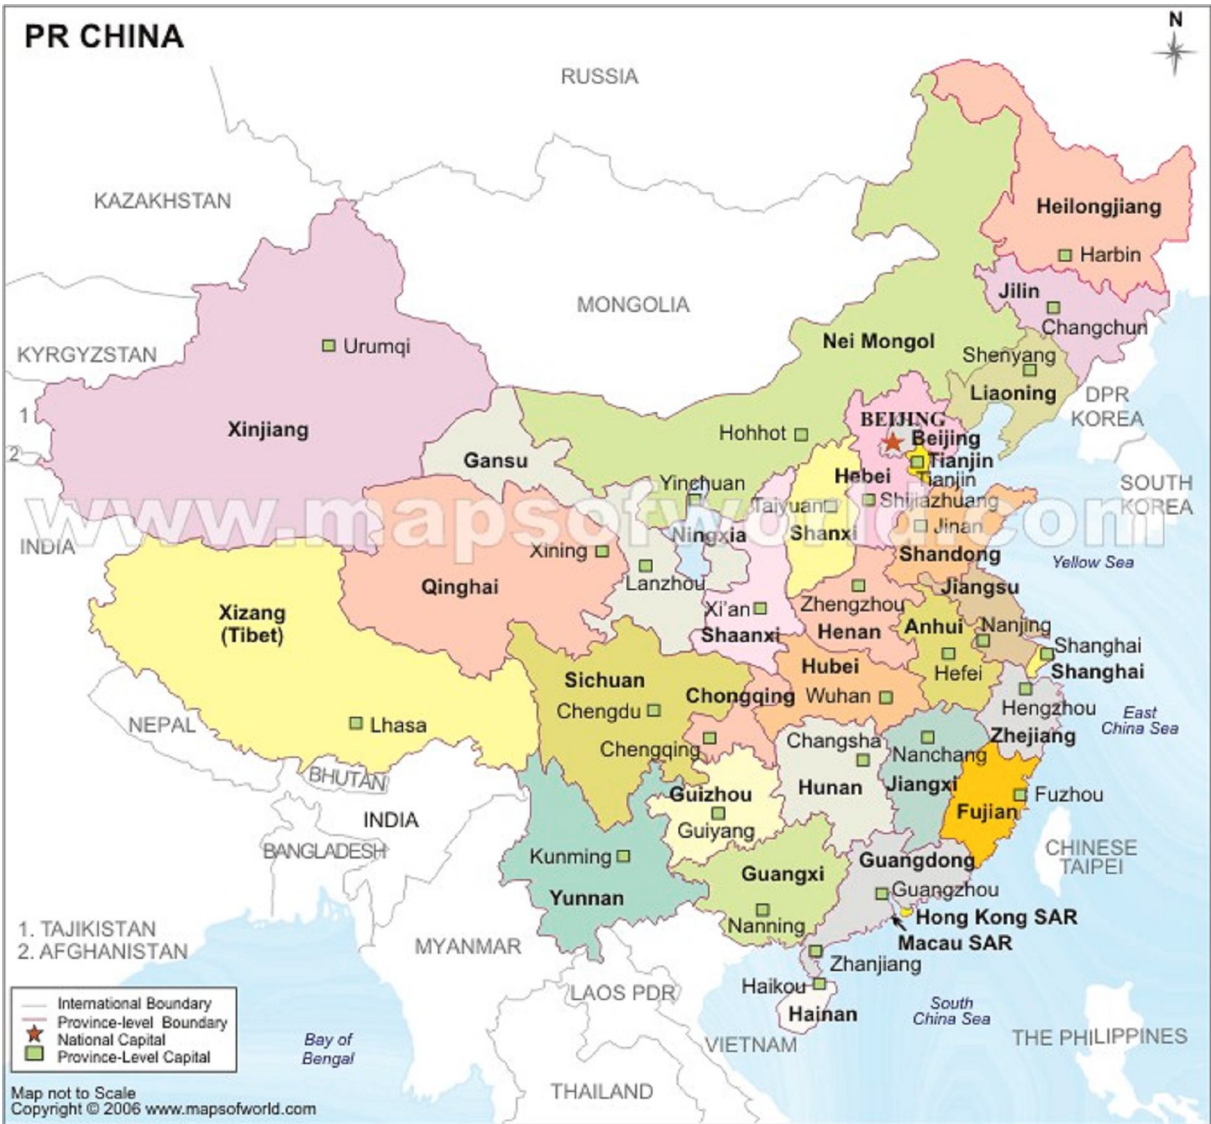 PR CHINA
N
RUSSIA
KAZAKHSTAN
Heilongjiang
Harbin
Jilin
MONGOLIA
Changchun
Nei Mongol
Urumqi
KYRGYZSTAN
Shenyang
Liaoning
DPR
KOREA
1
BEIJING
Xinjiang
Hohhot
Beijing
2
Gansu
Tianjin
Tianjin
Hebei
Yinchuan
SOUTH
KOREA
Taiyuan
Shijiazhuang
www.mapsofworld.com
Jinan
Ningxia
Shanxi
INDIA
Xining
Shandong
Yellow Sea
Lanzhou
Qinghai
Jiangsu
Zhengzhou
Xi'an
Xizang
(Tibet)
Shaanxi
Henan
Anhui
Nanjing
Shanghai
Hubei
Hefei
Shanghai
Sichuan
Chongqing
Wuhan
Chengdu
Hengzhou
East
China Sea
NEPAL
Lhasa
Zhejiang
Changsha
Chengqing
Nanchang
BHUTAN
Hunan
Jiangxi
Guizhou
Fuzhou
Fujian
INDIA
Guiyang
BANGLADESH
Kunming
CHINESE
TAIPEI
Guangdong
Guangxi
Guangzhou
Yunnan
Hong Kong SAR
Nanning
1. TAJIKISTAN
2. AFGHANISTAN
MYANMAR
Macau SAR
Zhanjiang
Haikou
LAOS PDR
International Boundary
Province-level Boundary
National Capital
Province-Level Capital
South
China Sea
Hainan
Bay of
Bengal
VIETNAM
THE PHILIPPINES
THAILAND
Map not to Scale
Copyright © 2006 www.mapsofworld.com